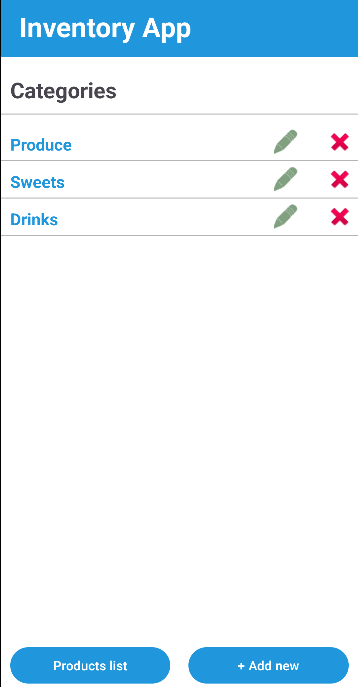 Inventory App
Categories
Produce
Sweets
Drinks
Products list
+ Add new